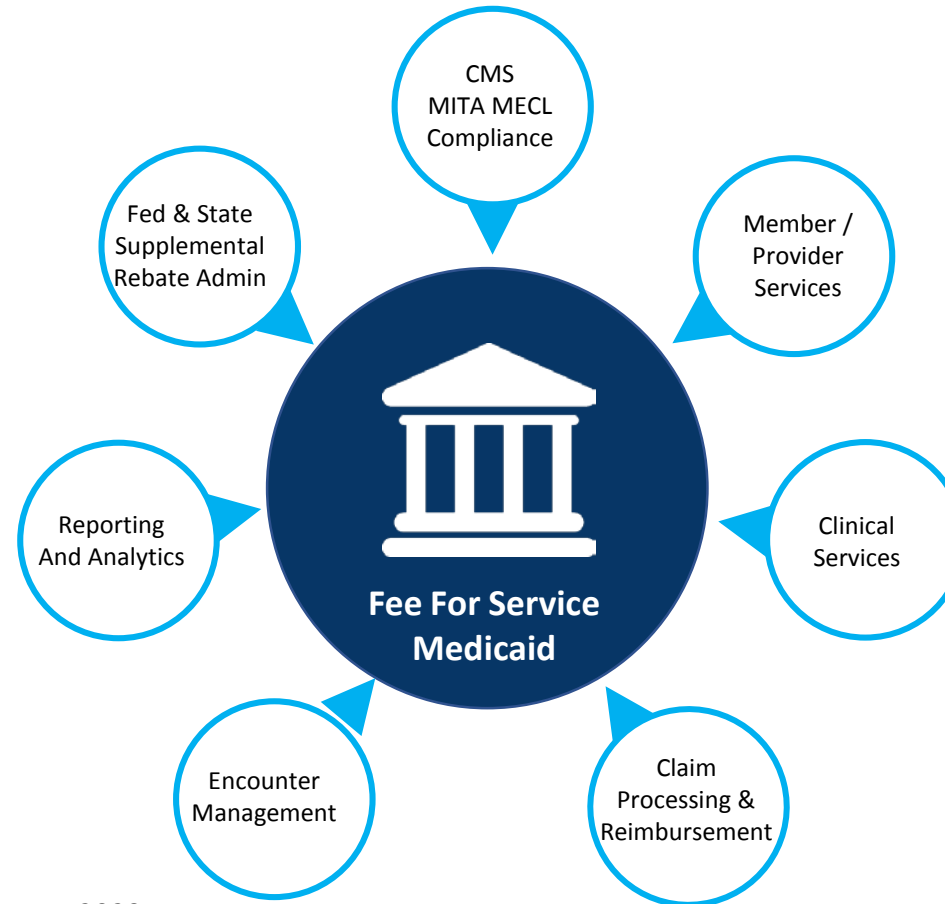 CMS
MITA MECL
Compliance
Fed & State
Supplemental
Rebate Admin
Member /
Provider
Services
Reporting
And Analytics
Clinical
Services
Fee For Service
Medicaid
Encounter
Management
Claim
Processing &
Reimbursement